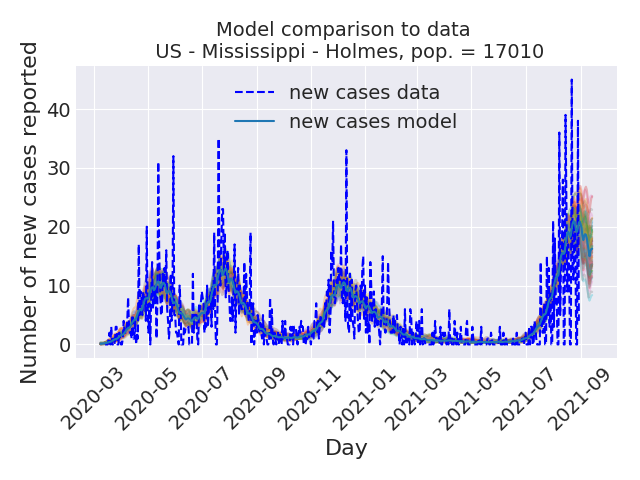 Model comparison to data
US - Mississippi - Holmes, pop. = 17010
Number of new cases reported
40
30
20
10
0
new cases data
new cases model
2020-03
2020-05
2020-07
2020-09
2020-11
2021-01
2021-03
2021-05
2021-07
2021-09
Day